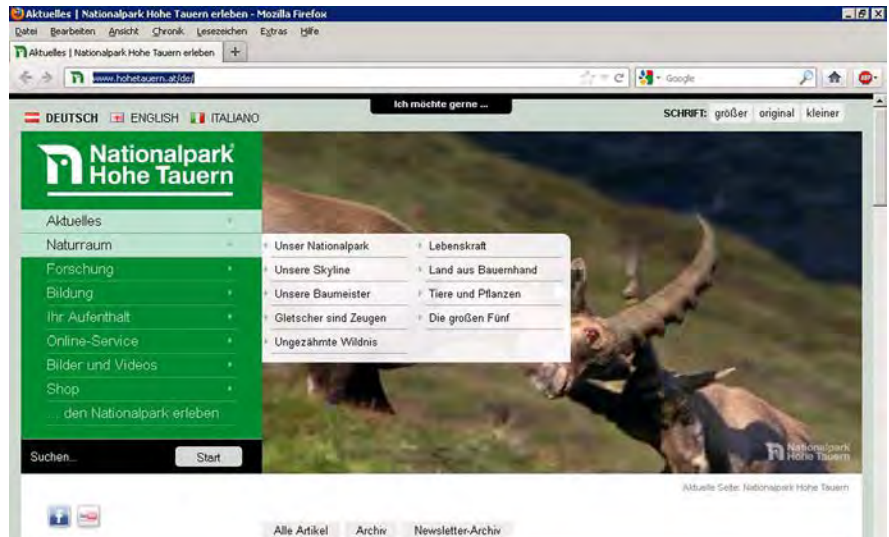 Aktuelles | Nationalpark Hohe Tauern erleben - Mozilla Firefox
Datei Bearbeiten Ansicht Chronik Lesezeichen Extras Hilfe
Aktuelles | Nationalpark Hohe Tauern erleben +
www.hohetauern.at/de/ Google
Ich möchte gerne ...
DEUTSCH ENGLISH ITALIANO SCHRIFT: größer original kleiner
Nationalpark
Hohe Tauern
Aktuelles
Naturraum
Forschung
Bildung
Ihr Aufenthalt
Online-Service
Bilder und Videos
Shop
... den Nationalpark erleben
Unser Nationalpark Lebenskraft
Unsere Skyline Land aus Bauernhand
Unsere Baumeister Tiere und Pflanzen
Gletscher sind Zeugen Die großen Fünf
Ungezähmte Wildnis
Suchen... Start
Nationalpark
Hohe Tauern
Aktuelle Seite: Nationalpark Hohe Tauern
Alle Artikel Archiv Newsletter-Archiv